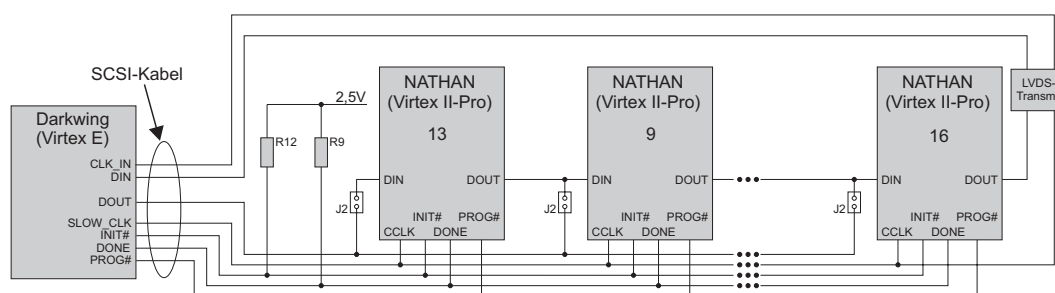 SCSI-Kabel
Darkwing
(Virtex E)
CLK_IN
DIN
DOUT
SLOW_CLK
INIT#
DONE
PROG#
2,5V
R12
R9
NATHAN
(Virtex II-Pro)
13
DIN
DOUT
J2
INIT#
PROG#
CCLK
DONE
NATHAN
(Virtex II-Pro)
9
DIN
DOUT
J2
INIT#
PROG#
CCLK
DONE
NATHAN
(Virtex II-Pro)
16
DIN
DOUT
J2
INIT#
PROG#
CCLK
DONE
LVDS-
Transm